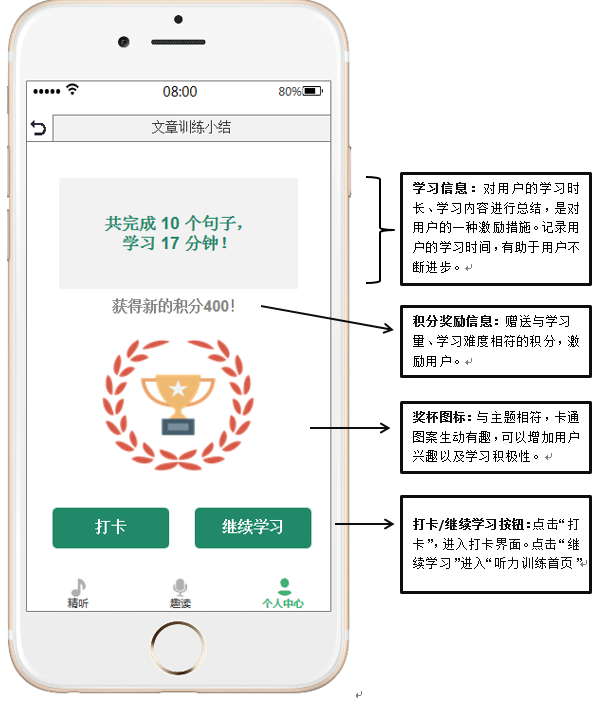 08:00
80%
文章训练小结
共完成 10 个句子，
学习 17 分钟！
获得新的积分400！
打卡
继续学习
精听
趣读
个人中心
学习信息：对用户的学习时
长、学习内容进行总结，是对
用户的一种激励措施。记录用
户的学习时间，有助于用户不
断进步。
积分奖励信息：赠送与学习
量、学习难度相符的积分，激
励用户。
奖杯图标：与主题相符，卡通
图案生动有趣，可以增加用户
兴趣以及学习积极性。
打卡/继续学习按钮：点击“打
卡”，进入打卡界面。点击“继
续学习”进入“听力训练首页”